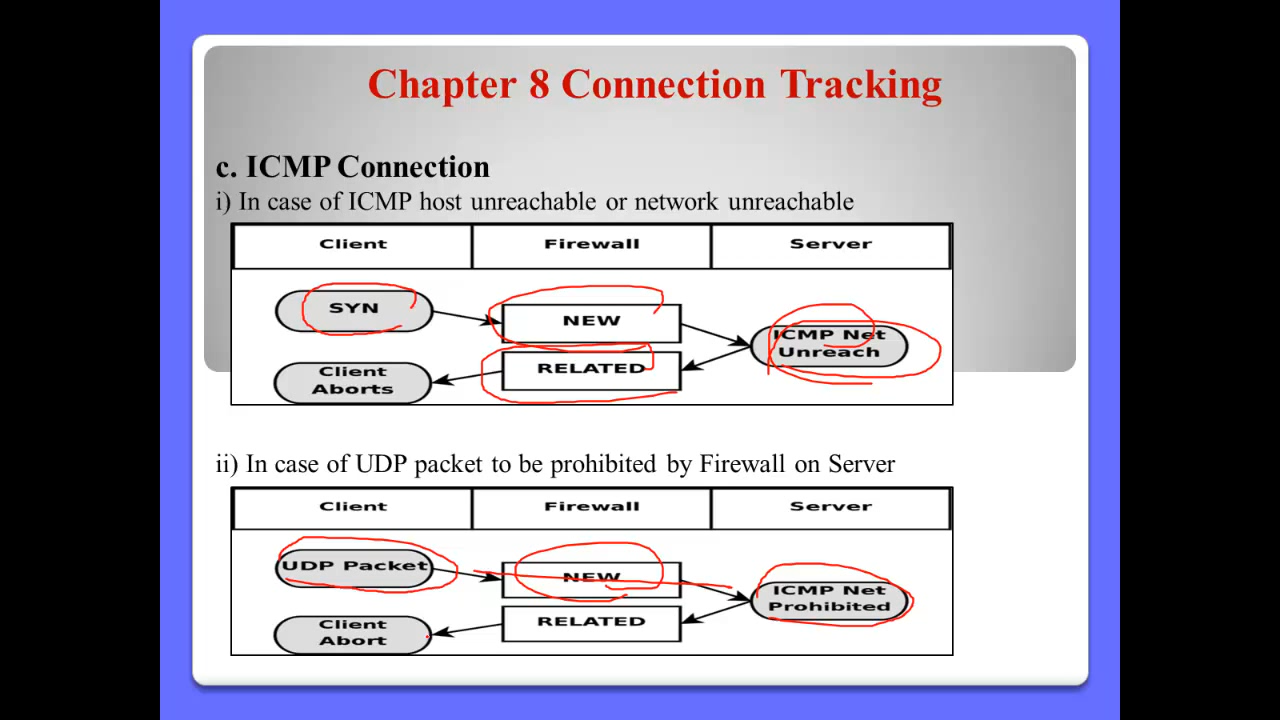 Chapter 8 Connection Tracking
c. ICMP Connection
i) In case of ICMP host unreachable or network unreachable
Client Firewall Server
SYN
NEW
ICMP Net
Unreach
RELATED
Client
Aborts
ii) In case of UDP packet to be prohibited by Firewall on Server
Client Firewall Server
UDP Packet
NEW
ICMP Net
Prohibited
RELATED
Client
Abort